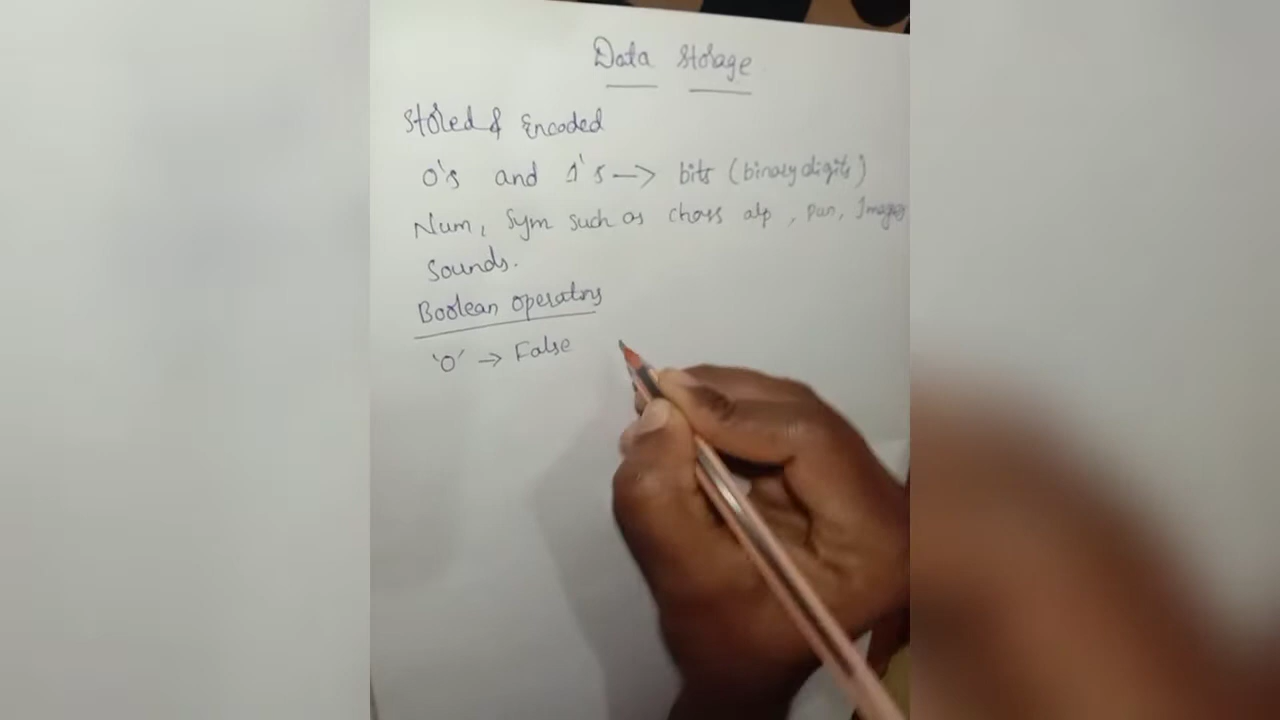 Data Storage
Stored & Encoded
0's and 1's → bits (binary digits)
Num, Sym such as chars alp , Pun, Images
Sounds.
Boolean operators
'0' → False